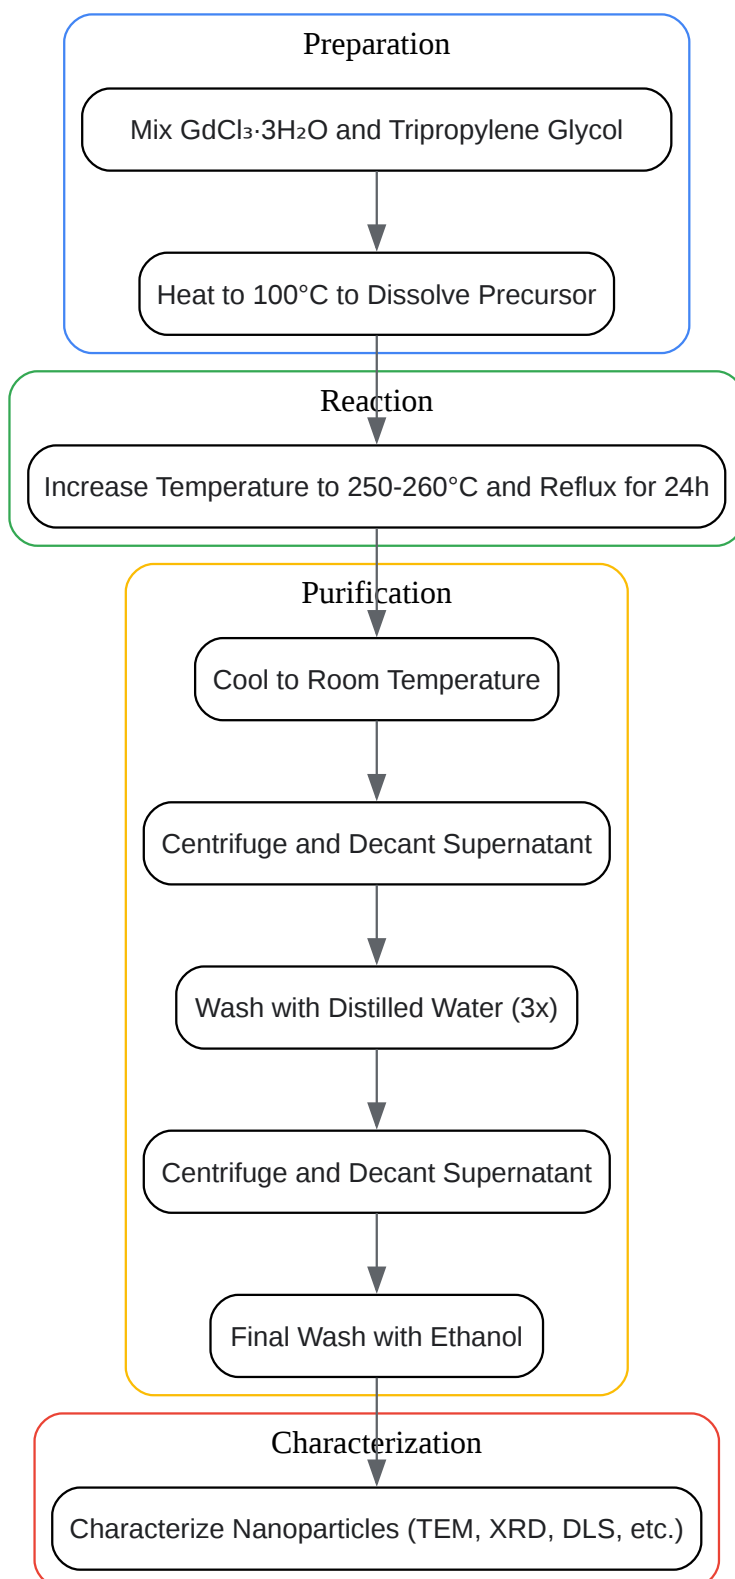 Preparation
Mix GdCl₃·3H₂O and Tripropylene Glycol
Heat to 100°C to Dissolve Precursor
Reaction
Increase Temperature to 250-260°C and Reflux for 24h
Purification
Cool to Room Temperature
Centrifuge and Decant Supernatant
Wash with Distilled Water (3x)
Centrifuge and Decant Supernatant
Final Wash with Ethanol
Characterization
Characterize Nanoparticles (TEM, XRD, DLS, etc.)